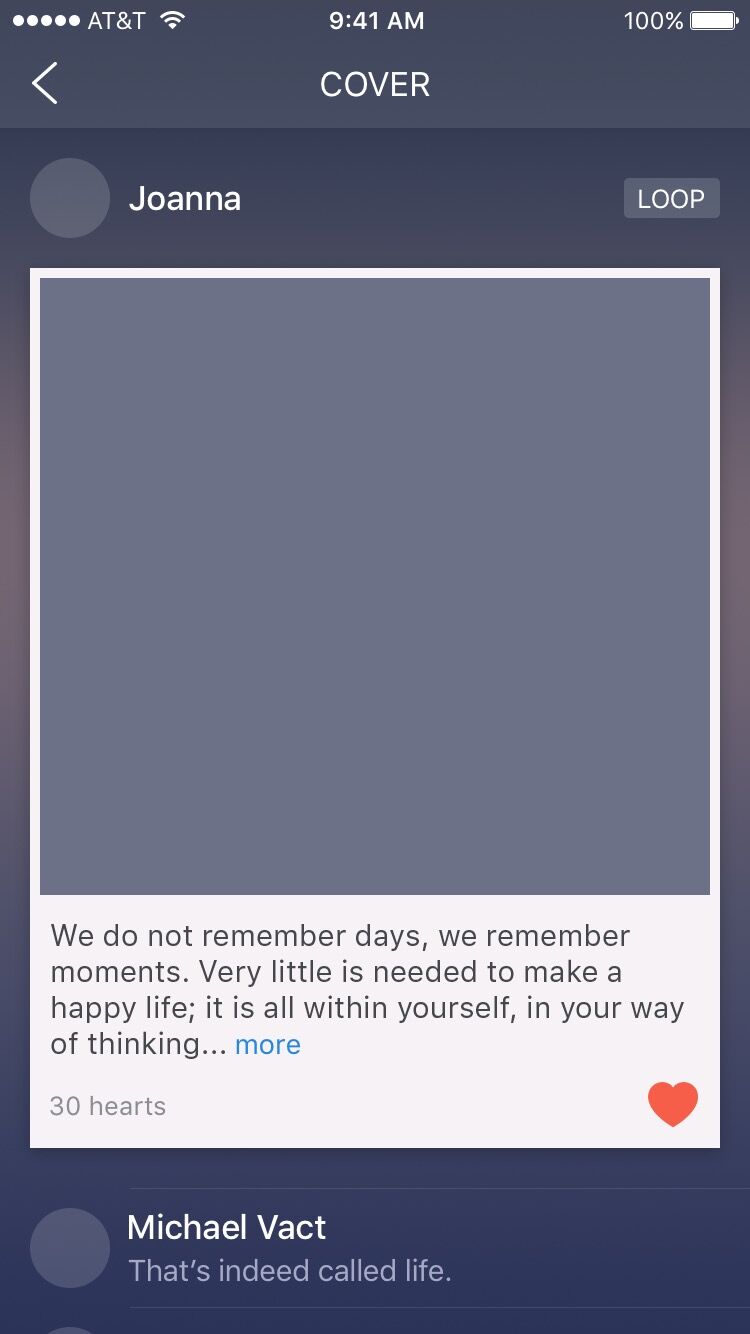 AT&T 9:41 AM 100%
COVER
Joanna LOOP
We do not remember days, we remember
moments. Very little is needed to make a
happy life; it is all within yourself, in your way
of thinking... more
30 hearts
Michael Vact
That’s indeed called life.